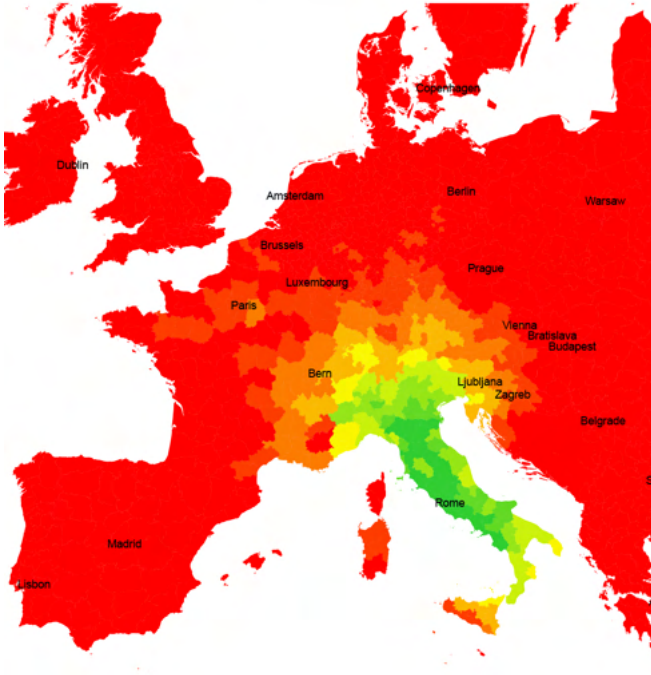 Copenhagen
Dublin
Amsterdam
Berlin
Warsaw
Brussels
Prague
Luxembourg
Paris
Vienna
Bratislava
Budapest
Bern
Ljubljana
Zagreb
Belgrade
S
Rome
Madrid
Lisbon